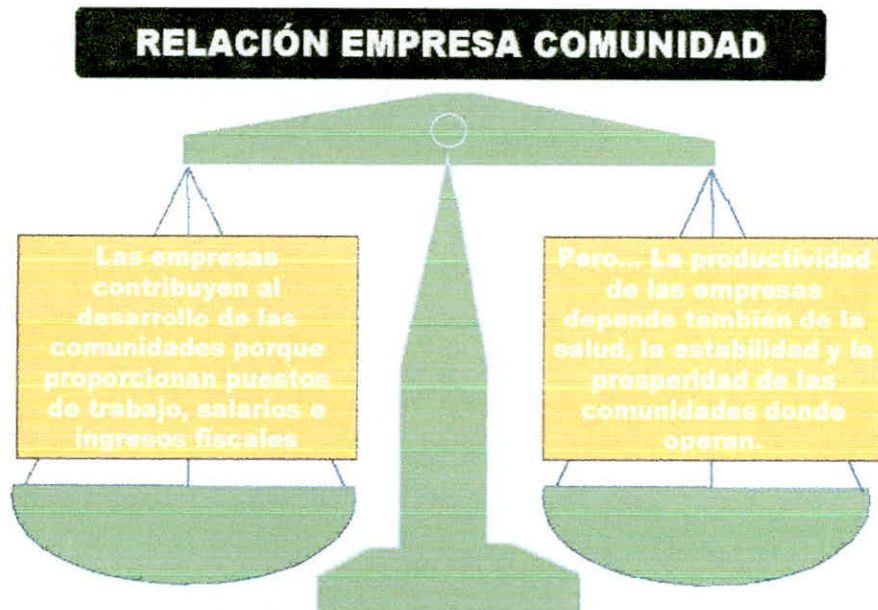 RELACIÓN EMPRESA COMUNIDAD
Las empresas
contribuyen al
desarrollo de las
comunidades porque
proporcionan puestos
de trabajo, salarios e
ingresos fiscales
Pero... La productividad
de las empresas
depende también de la
salud, la estabilidad y la
prosperidad de las
comunidades donde
operan.